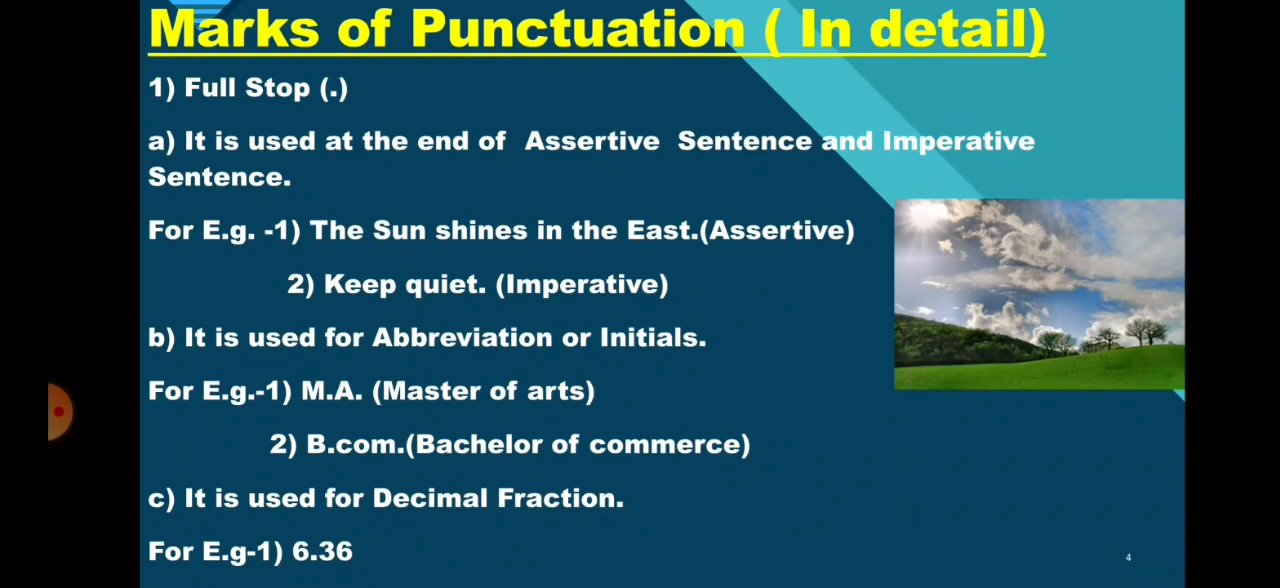 Marks of Punctuation ( In detail)
1) Full Stop (.)
a) It is used at the end of Assertive Sentence and Imperative
Sentence.
For E.g. -1) The Sun shines in the East.(Assertive)
2) Keep quiet. (Imperative)
b) It is used for Abbreviation or Initials.
For E.g.-1) M.A. (Master of arts)
2) B.com.(Bachelor of commerce)
c) It is used for Decimal Fraction.
For E.g-1) 6.36
4